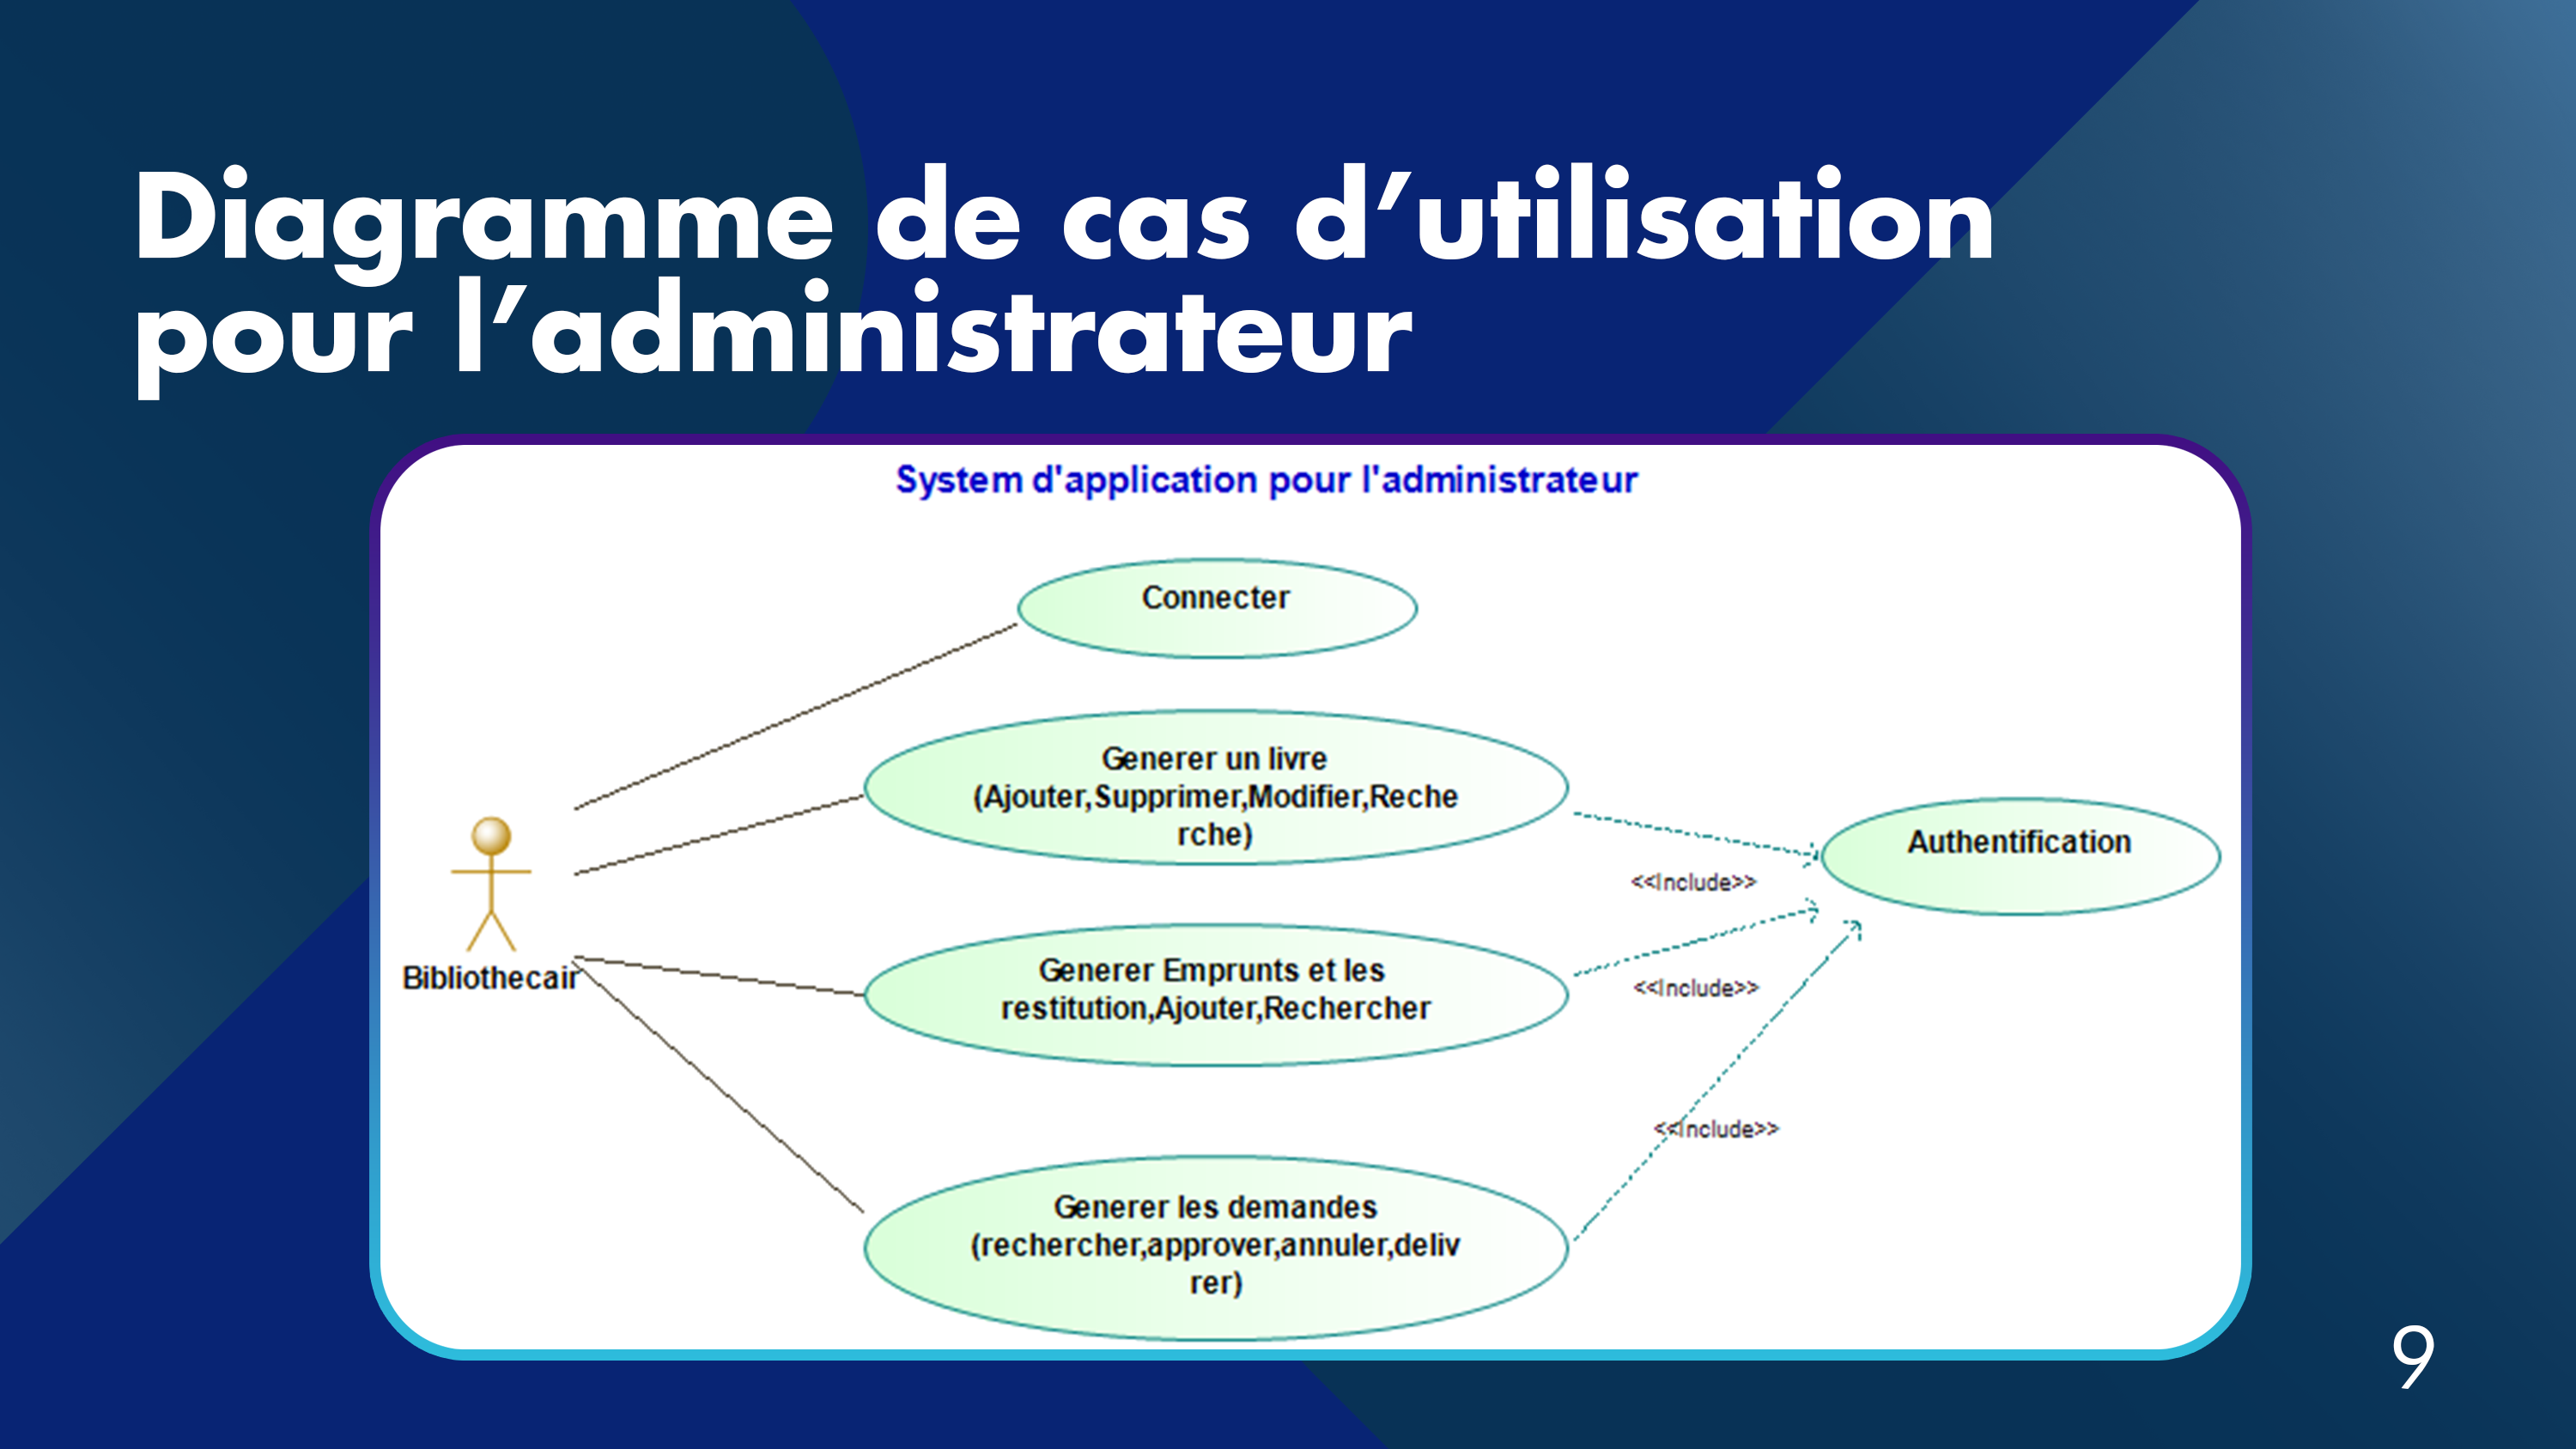 Diagramme de cas d’utilisation
pour l’administrateur
System d'application pour l'administrateur
Connecter
Generer un livre
(Ajouter,Supprimer,Modifier,Reche
rche)
Authentification
<<Include>>
Bibliothecair
Generer Emprunts et les
restitution,Ajouter,Rechercher
<<Include>>
<<Include>>
Generer les demandes
(rechercher,approver,annuler,deliv
rer)
9